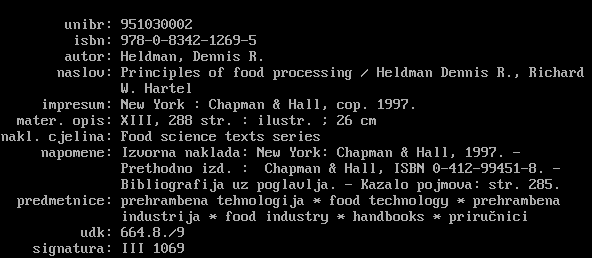 unibr: 951030002
isbn: 978-0-8342-1269-5
autor: Heldman, Dennis R.
naslov: Principles of food processing / Heldman Dennis R., Richard
W. Hartel
impresum: New York : Chapman & Hall, cop. 1997.
mater. opis: XIII, 288 str. : ilustr. ; 26 cm
nakl. cjelina: Food science texts series
napomene: Izvorna naklada: New York: Chapman & Hall, 1997. -
Prethodno izd. :  Chapman & Hall, ISBN 0-412-99451-8. -
Bibliografija uz poglavlja. - Kazalo pojmova: str. 285.
predmetnice: prehrambena tehnologija * food technology * prehrambena
industrija * food industry * handbooks * priručnici
udk: 664.8./9
signatura: III 1069